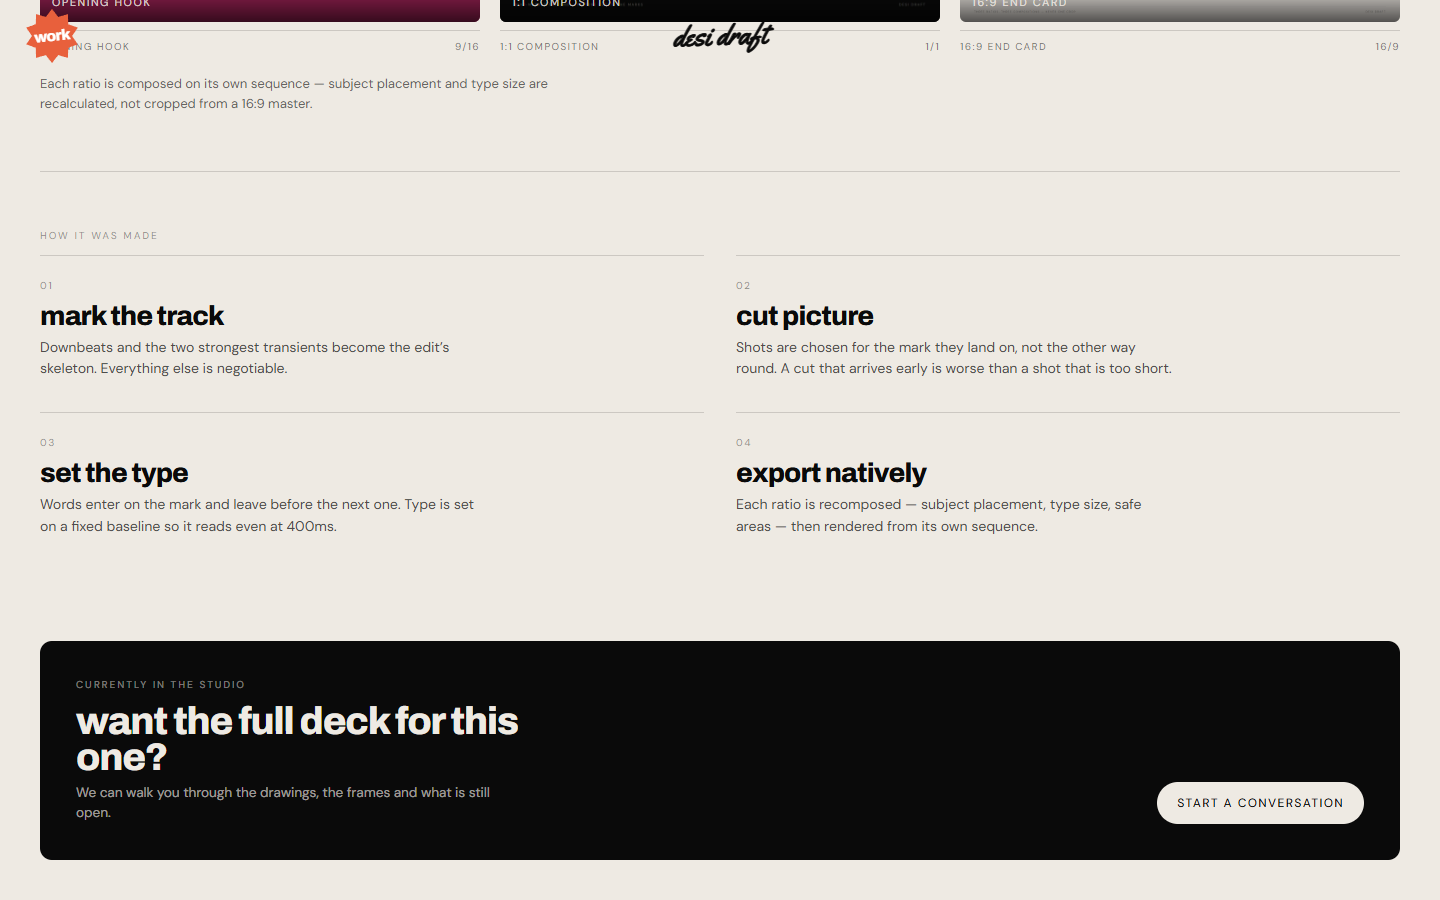 OPENING HOOK
1:1 COMPOSITION
16:9 END CARD
work
NG HOOK
9/16
1:1 COMPOSITION
desi draft
1/1
16:9 END CARD
16/9
Each ratio is composed on its own sequence — subject placement and type size are
recalculated, not cropped from a 16:9 master.
HOW IT WAS MADE
01
mark the track
Downbeats and the two strongest transients become the edit’s
skeleton. Everything else is negotiable.
02
cut picture
Shots are chosen for the mark they land on, not the other way
round. A cut that arrives early is worse than a shot that is too short.
03
set the type
Words enter on the mark and leave before the next one. Type is set
on a fixed baseline so it reads even at 400ms.
04
export natively
Each ratio is recomposed — subject placement, type size, safe
areas — then rendered from its own sequence.
CURRENTLY IN THE STUDIO
want the full deck for this
one?
We can walk you through the drawings, the frames and what is still
open.
START A CONVERSATION